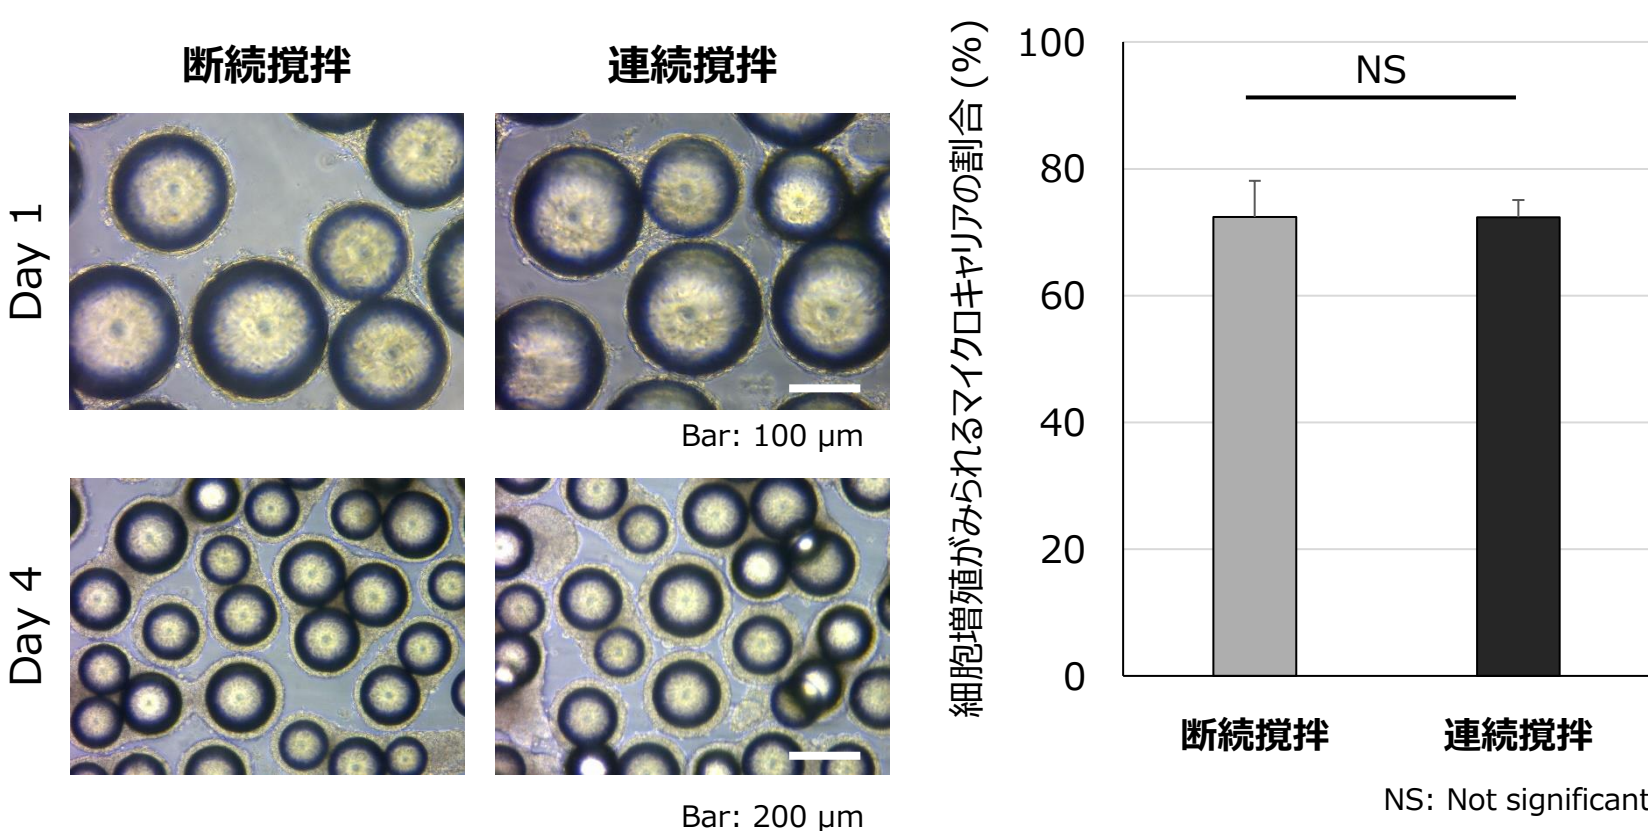 断続撹拌
連続撹拌
Day 1
Bar: 100 μm
Day 4
Bar: 200 μm
細胞増殖がみられるマイクロキャリアの割合 (%)
100
80
60
40
20
0
NS
断続撹拌
連続撹拌
NS: Not significant